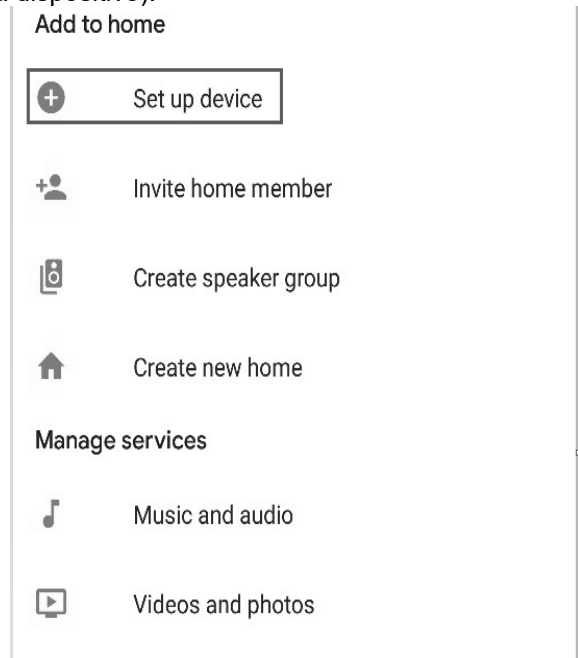 dispositivo).
Add to home
Set up device
Invite home member
Create speaker group
Create new home
Manage services
Music and audio
Videos and photos